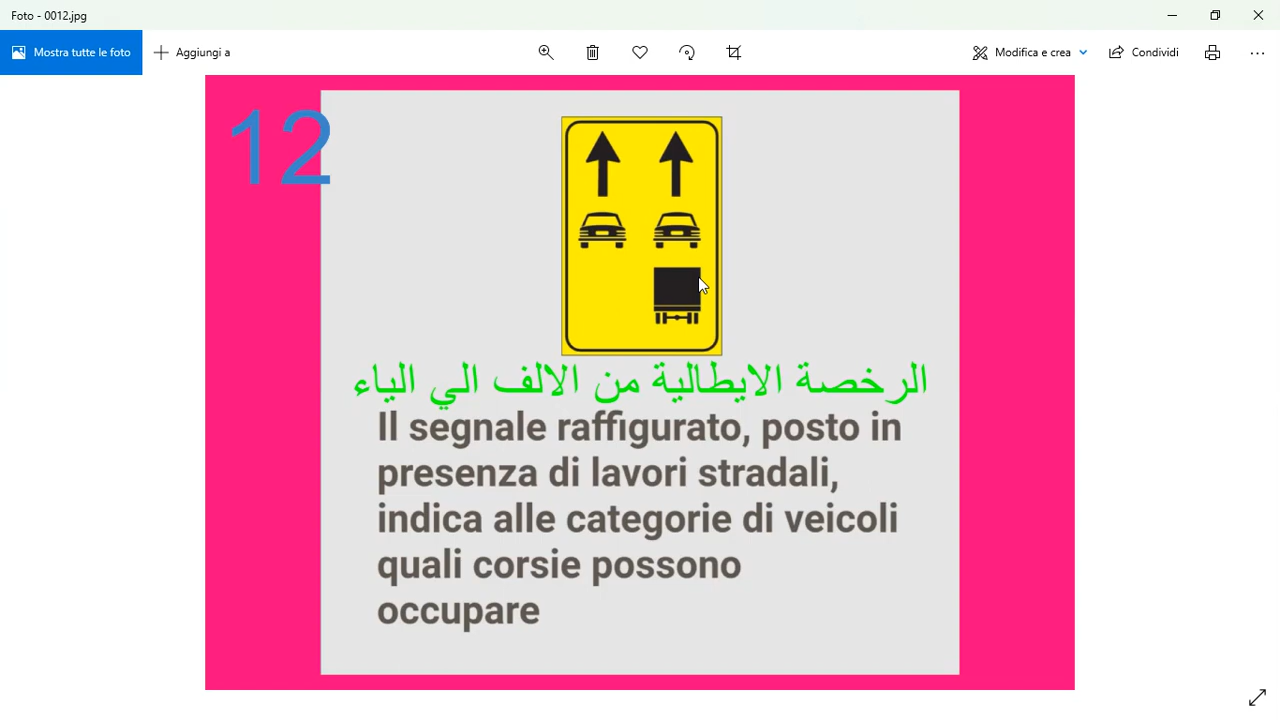 Foto - 0012.jpg
Mostra tutte le foto
Aggiungi a
Modifica e crea
Condividi
12
الرخصة الايطالية من الالف الي الياء
Il segnale raffigurato, posto in
presenza di lavori stradali,
indica alle categorie di veicoli
quali corsie possono
occupare